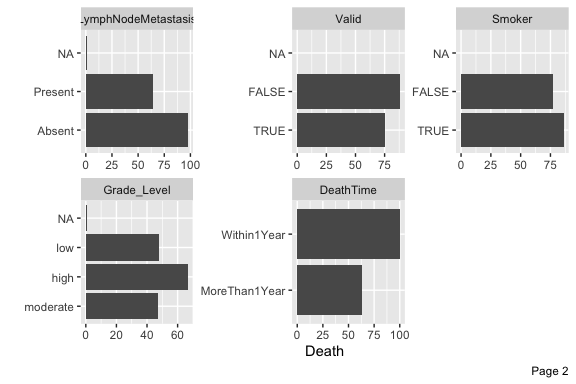 LymphNodeMetastasis
Valid
Smoker
NA
Present
Absent
0 25 50 75 100
NA
FALSE
TRUE
0 25 50 75
NA
FALSE
TRUE
0 25 50 75
Grade_Level
DeathTime
NA
low
high
moderate
0 20 40 60
Within1Year
MoreThan1Year
0 25 50 75 100
Death
Page 2